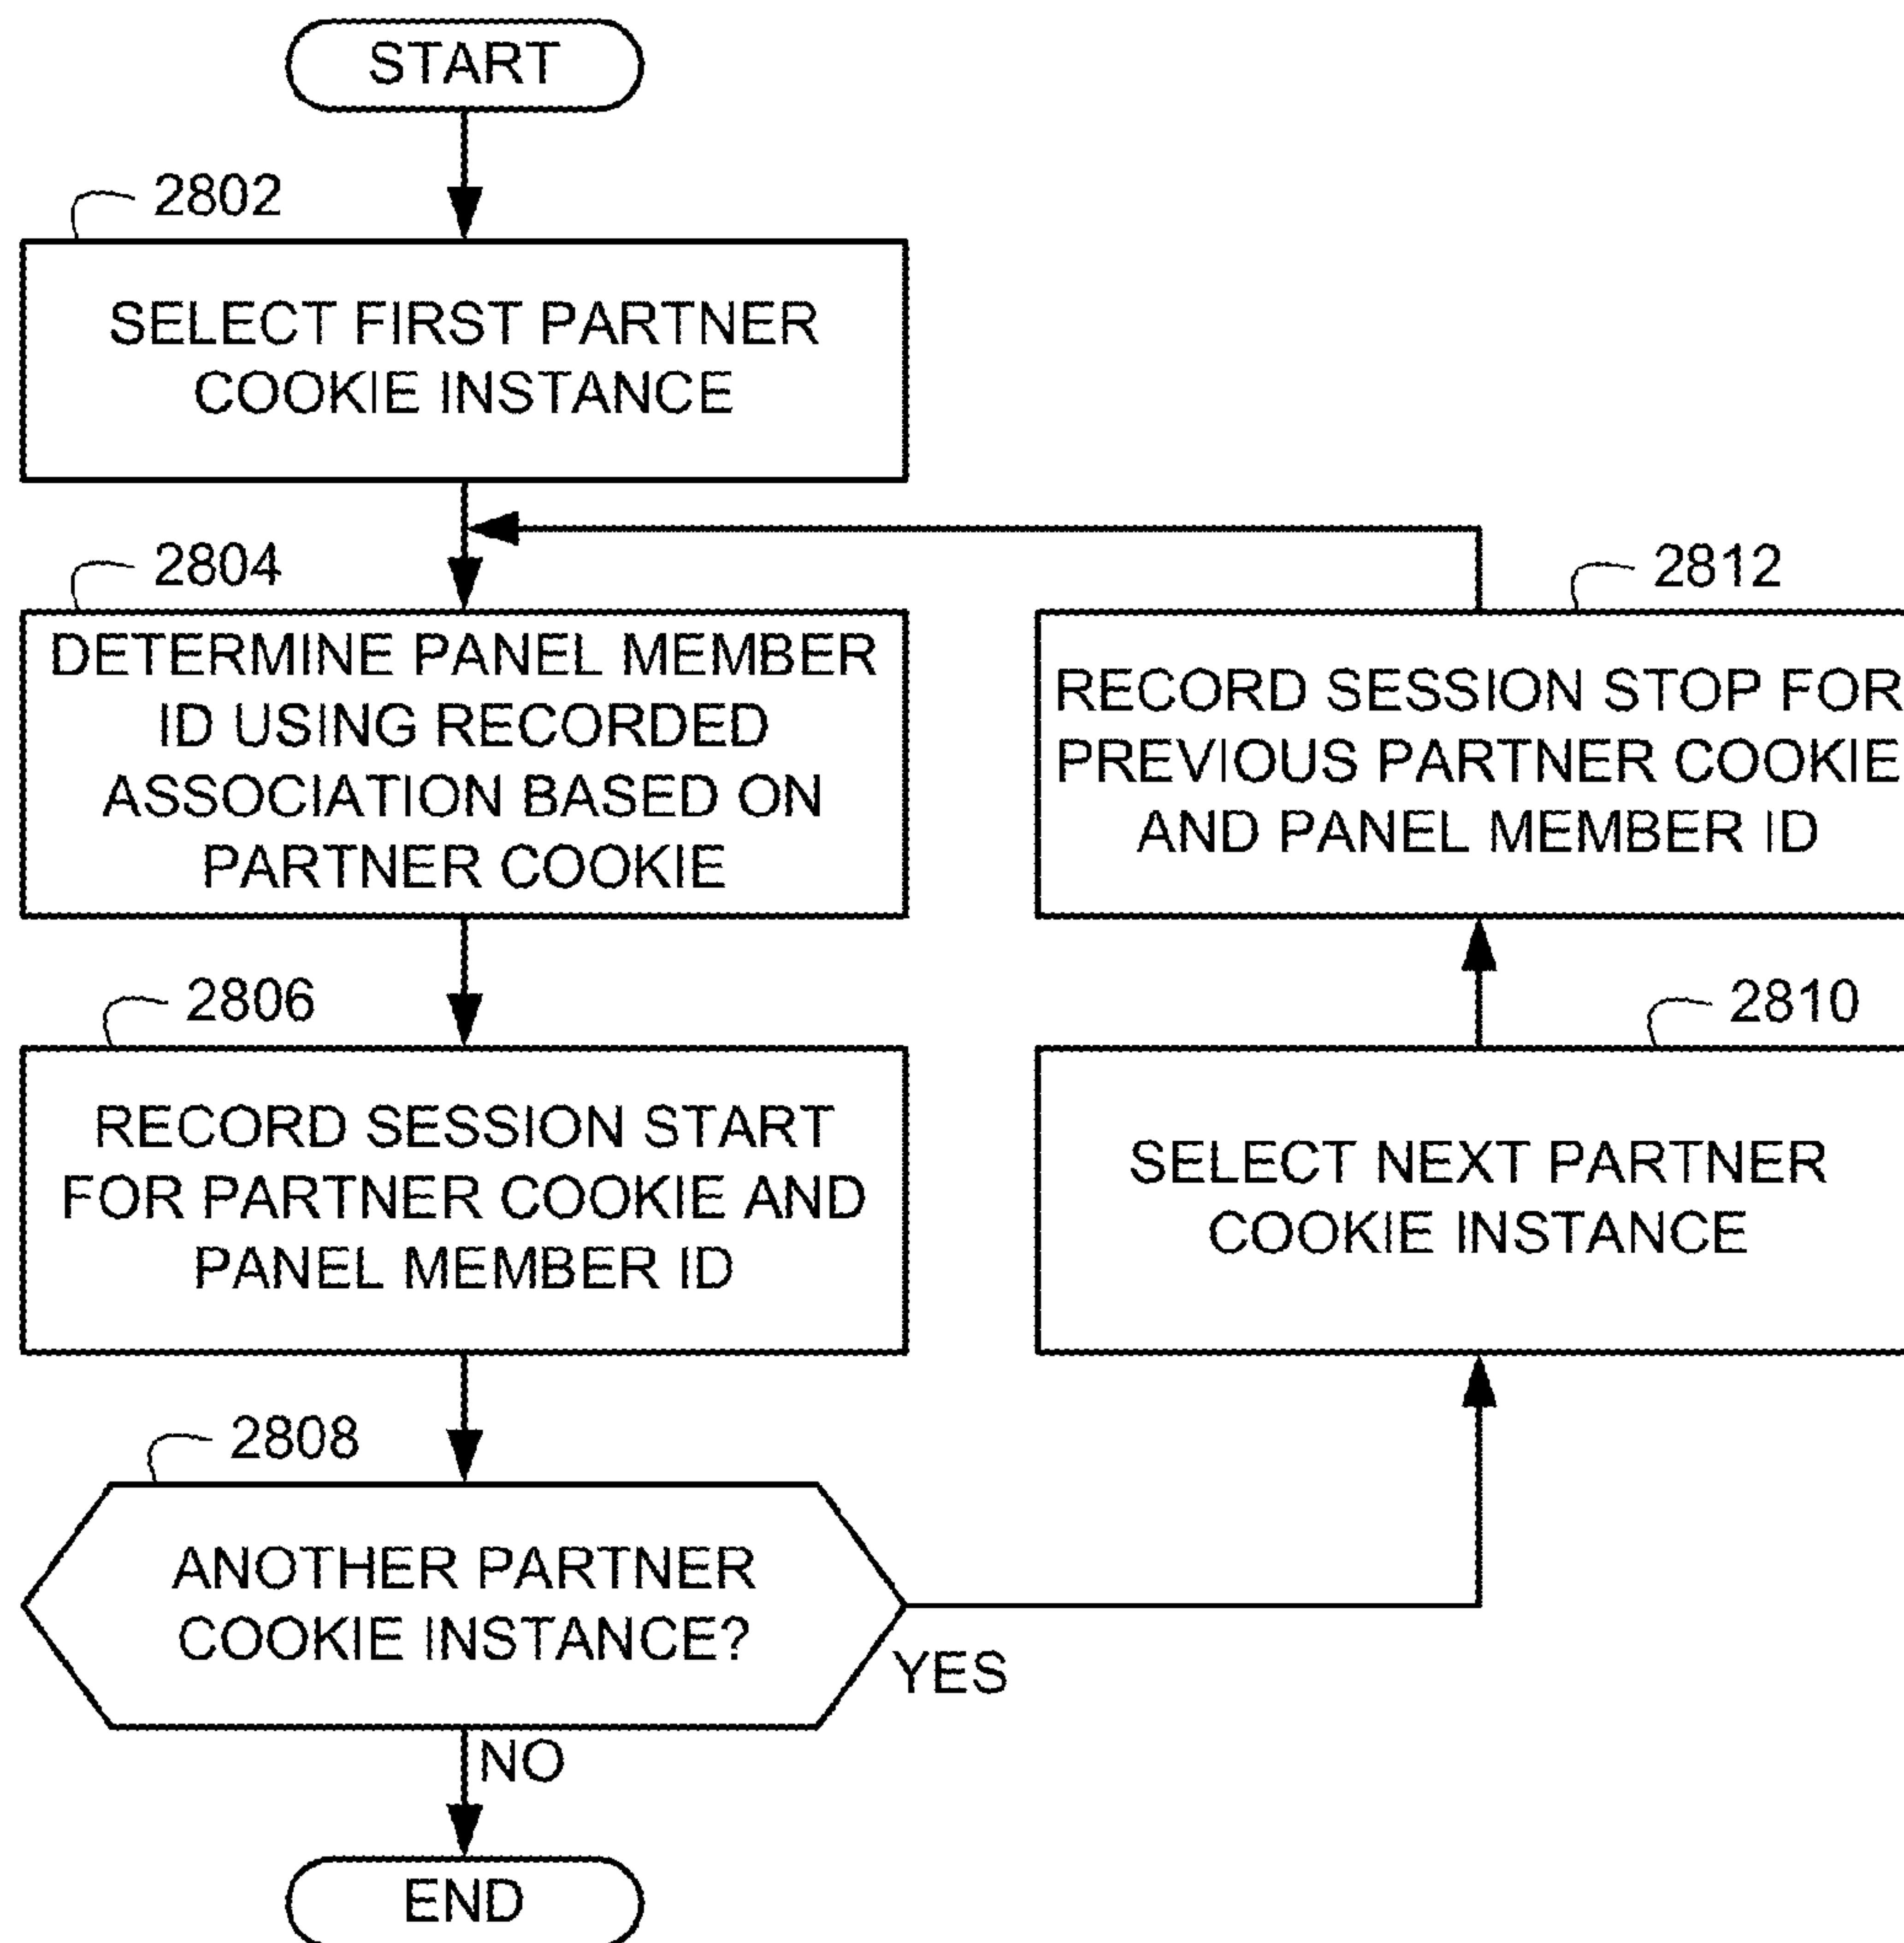 START
2802
SELECT FIRST PARTNER
COOKIE INSTANCE
2804
DETERMINE PANEL MEMBER
ID USING RECORDED
ASSOCIATION BASED ON
PARTNER COOKIE
2806
RECORD SESSION START
FOR PARTNER COOKIE AND
PANEL MEMBER ID
2808
ANOTHER PARTNER
COOKIE INSTANCE?
YES
NO
END
2812
RECORD SESSION STOP FOR
PREVIOUS PARTNER COOKIE
AND PANEL MEMBER ID
2810
SELECT NEXT PARTNER
COOKIE INSTANCE